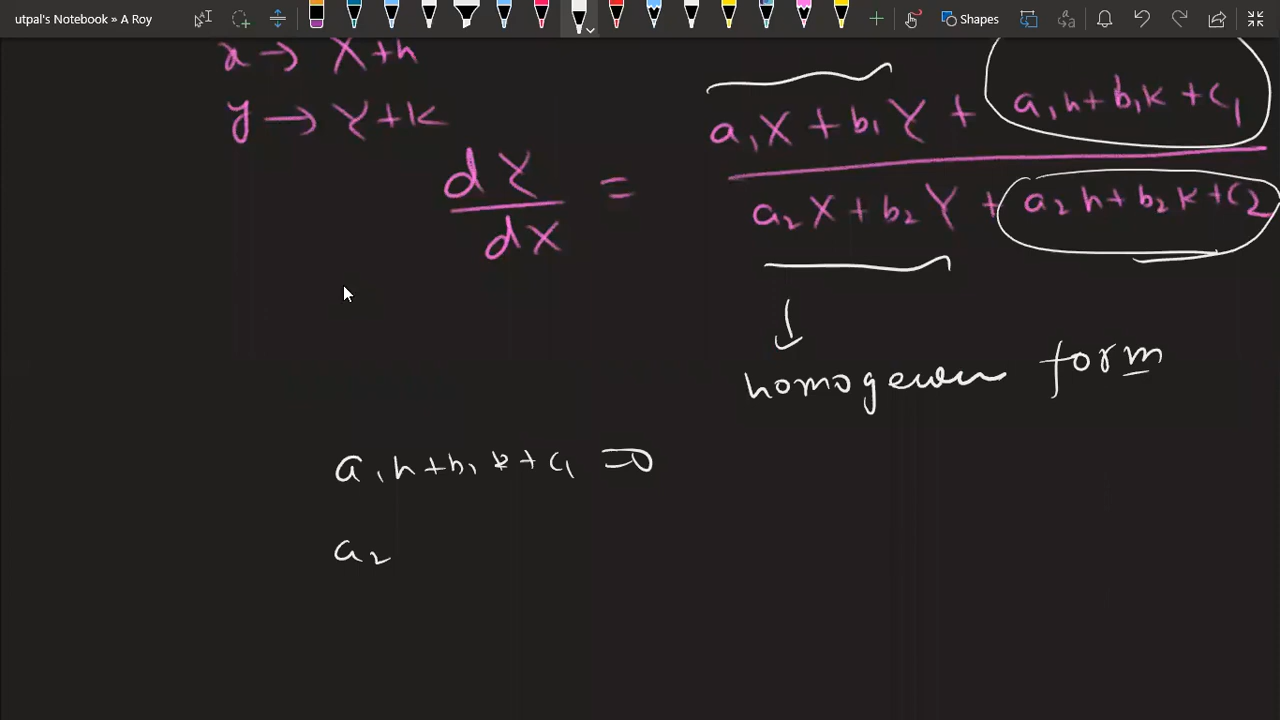 utpal's Notebook » A Roy
Shapes
x → X+h
y → Y+k
dY/dX = (a₁X + b₁Y + a₁h+b₁k+c₁)/(a₂X + b₂Y + a₂h+b₂k+c₂)
↓
form
a₁h+b₁k+c₁ =0
a₂